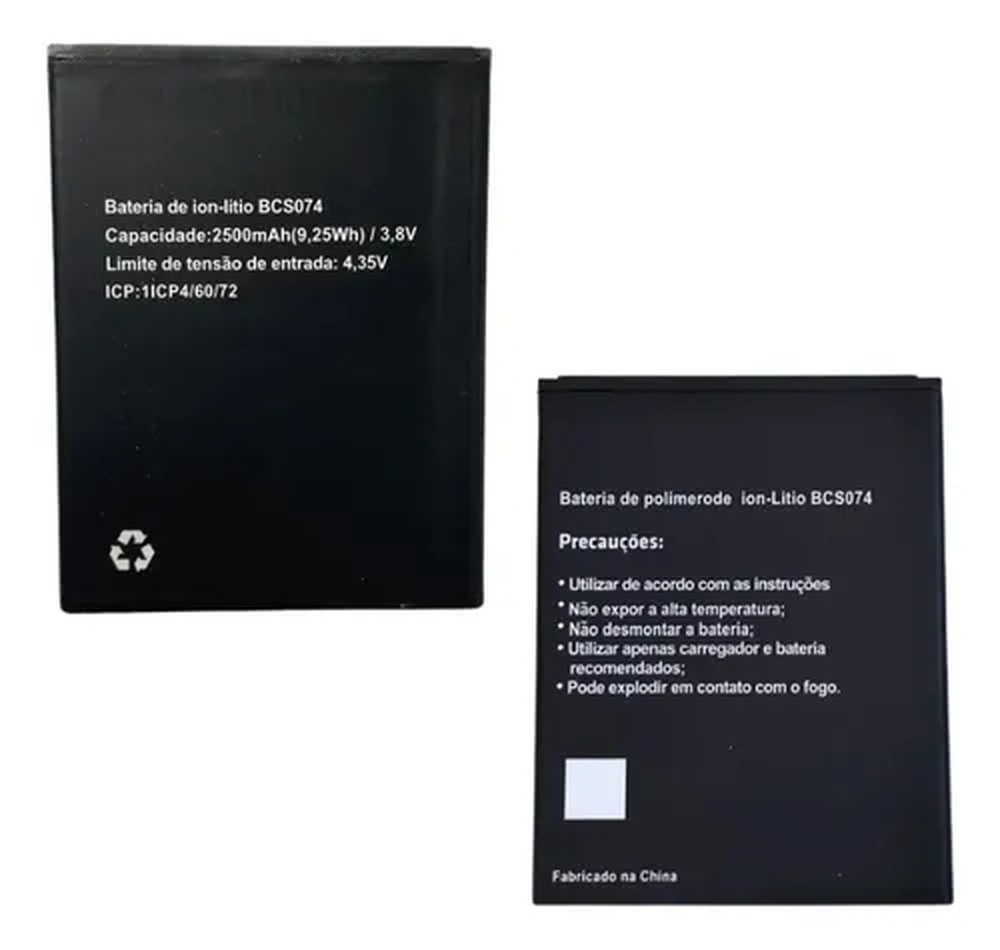 Bateria de ion-lítio BCS074
Capacidade:2500mAh(9,25Wh) / 3,8V
Limite de tensão de entrada: 4,35V
ICP:1ICP4/60/72
Bateria de polimerode ion-Lítio BCS074
Precauções:
• Utilizar de acordo com as instruções
• Não expor a alta temperatura;
• Não desmontar a bateria;
• Utilizar apenas carregador e bateria
recomendados;
• Pode explodir em contato com o fogo.
Fabricado na China